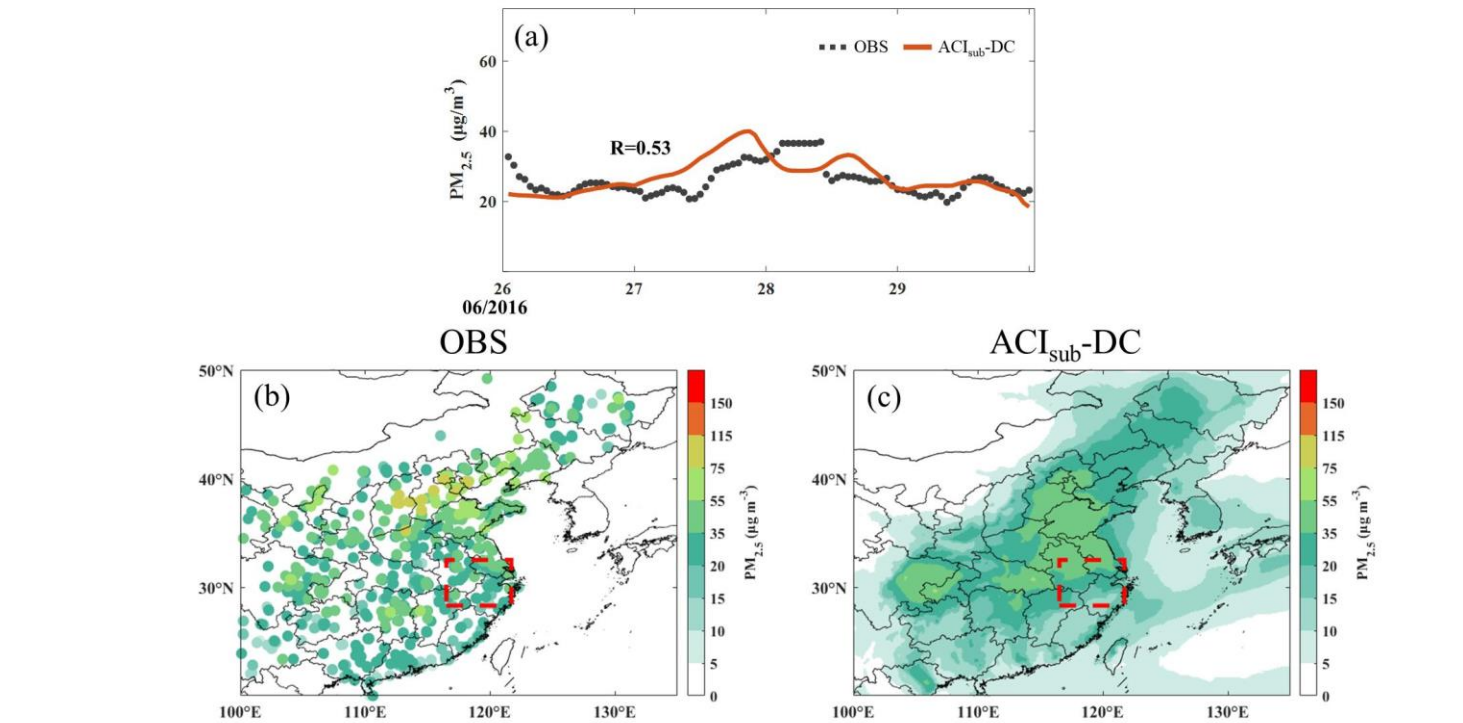 (a)
OBS
ACIsub-DC
PM2.5 (μg/m3)
60
40
20
R=0.53
26
27
28
29
06/2016
OBS
(b)
50°N
40°N
30°N
100°E
110°E
120°E
130°E
150
115
75
55
35
20
15
10
5
0
PM2.5 (μg m-3)
ACIsub-DC
(c)
50°N
40°N
30°N
100°E
110°E
120°E
130°E
150
115
75
55
35
20
15
10
5
0
PM2.5 (μg m-3)